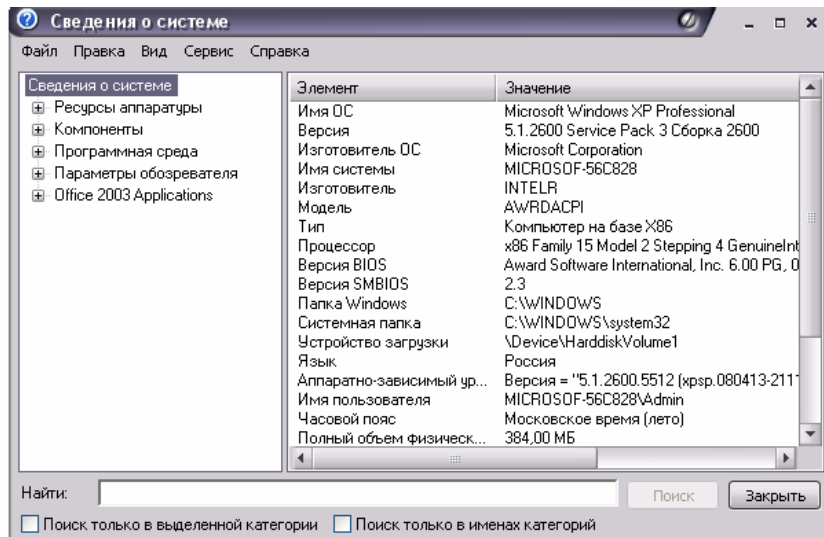 Сведения о системе
Файл Правка Вид Сервис Справка
Сведения о системе
Ресурсы аппаратуры
Компоненты
Программная среда
Параметры обозревателя
Office 2003 Applications
Элемент Значение
Имя ОС Microsoft Windows XP Professional
Версия 5.1.2600 Service Pack 3 Сборка 2600
Изготовитель ОС Microsoft Corporation
Имя системы MICROSOF-56C828
Изготовитель INTELR
Модель AWRDACPI
Тип Компьютер на базе X86
Процессор x86 Family 15 Model 2 Stepping 4 GenuineInt
Версия BIOS Award Software International, Inc. 6.00 PG, 0
Версия SMBIOS 2.3
Папка Windows C:\WINDOWS
Системная папка C:\WINDOWS\system32
Устройство загрузки \Device\HarddiskVolume1
Язык Россия
Аппаратно-зависимый ур... Версия = "5.1.2600.5512 (xpsp.080413-2111
Имя пользователя MICROSOF-56C828\Admin
Часовой пояс Московское время (лето)
Полный объем физическ... 384,00 МБ
Найти: Поиск Закрыть
Поиск только в выделенной категории Поиск только в именах категорий